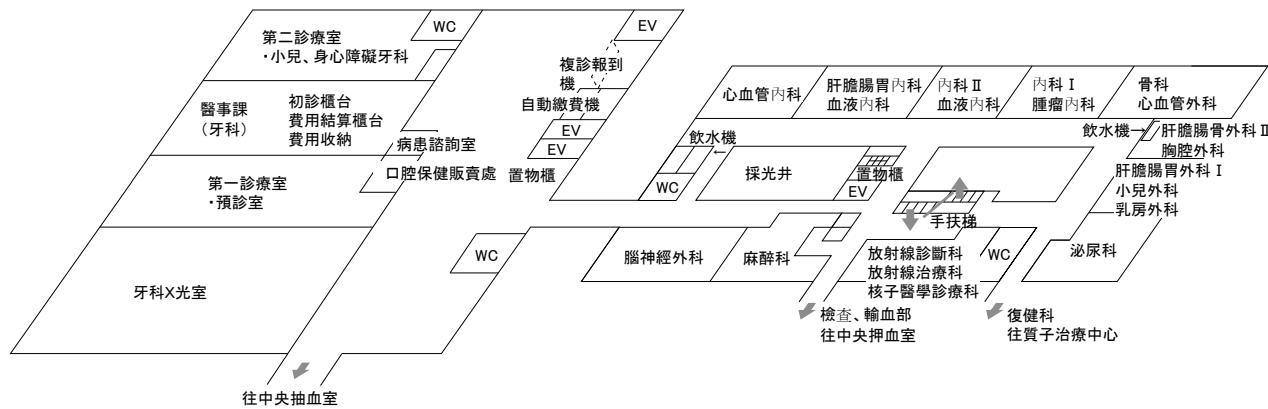 第二診療室
・小兒、身心障礙牙科
WC
EV
複診報到
機
自動繳費機
EV
EV
置物櫃
醫事課
（牙科）
初診櫃台
費用結算櫃台
費用收納
病患諮詢室
口腔保健販賣處
第一診療室
・預診室
牙科X光室
WC
往中央抽血室
心血管內科
肝膽腸胃內科
血液內科
內科 II
血液內科
內科 I
腫瘤內科
骨科
心血管外科
飲水機→
肝膽腸骨外科 II
胸腔外科
肝膽腸胃外科 I
小兒外科
乳房外科
泌尿科
飲水機
←
WC
採光井
置物櫃
EV
手扶梯
腦神經外科
麻醉科
放射線診斷科
放射線治療科
核子醫學診療科
WC
檢查、輸血部
往中央押血室
復健科
往質子治療中心